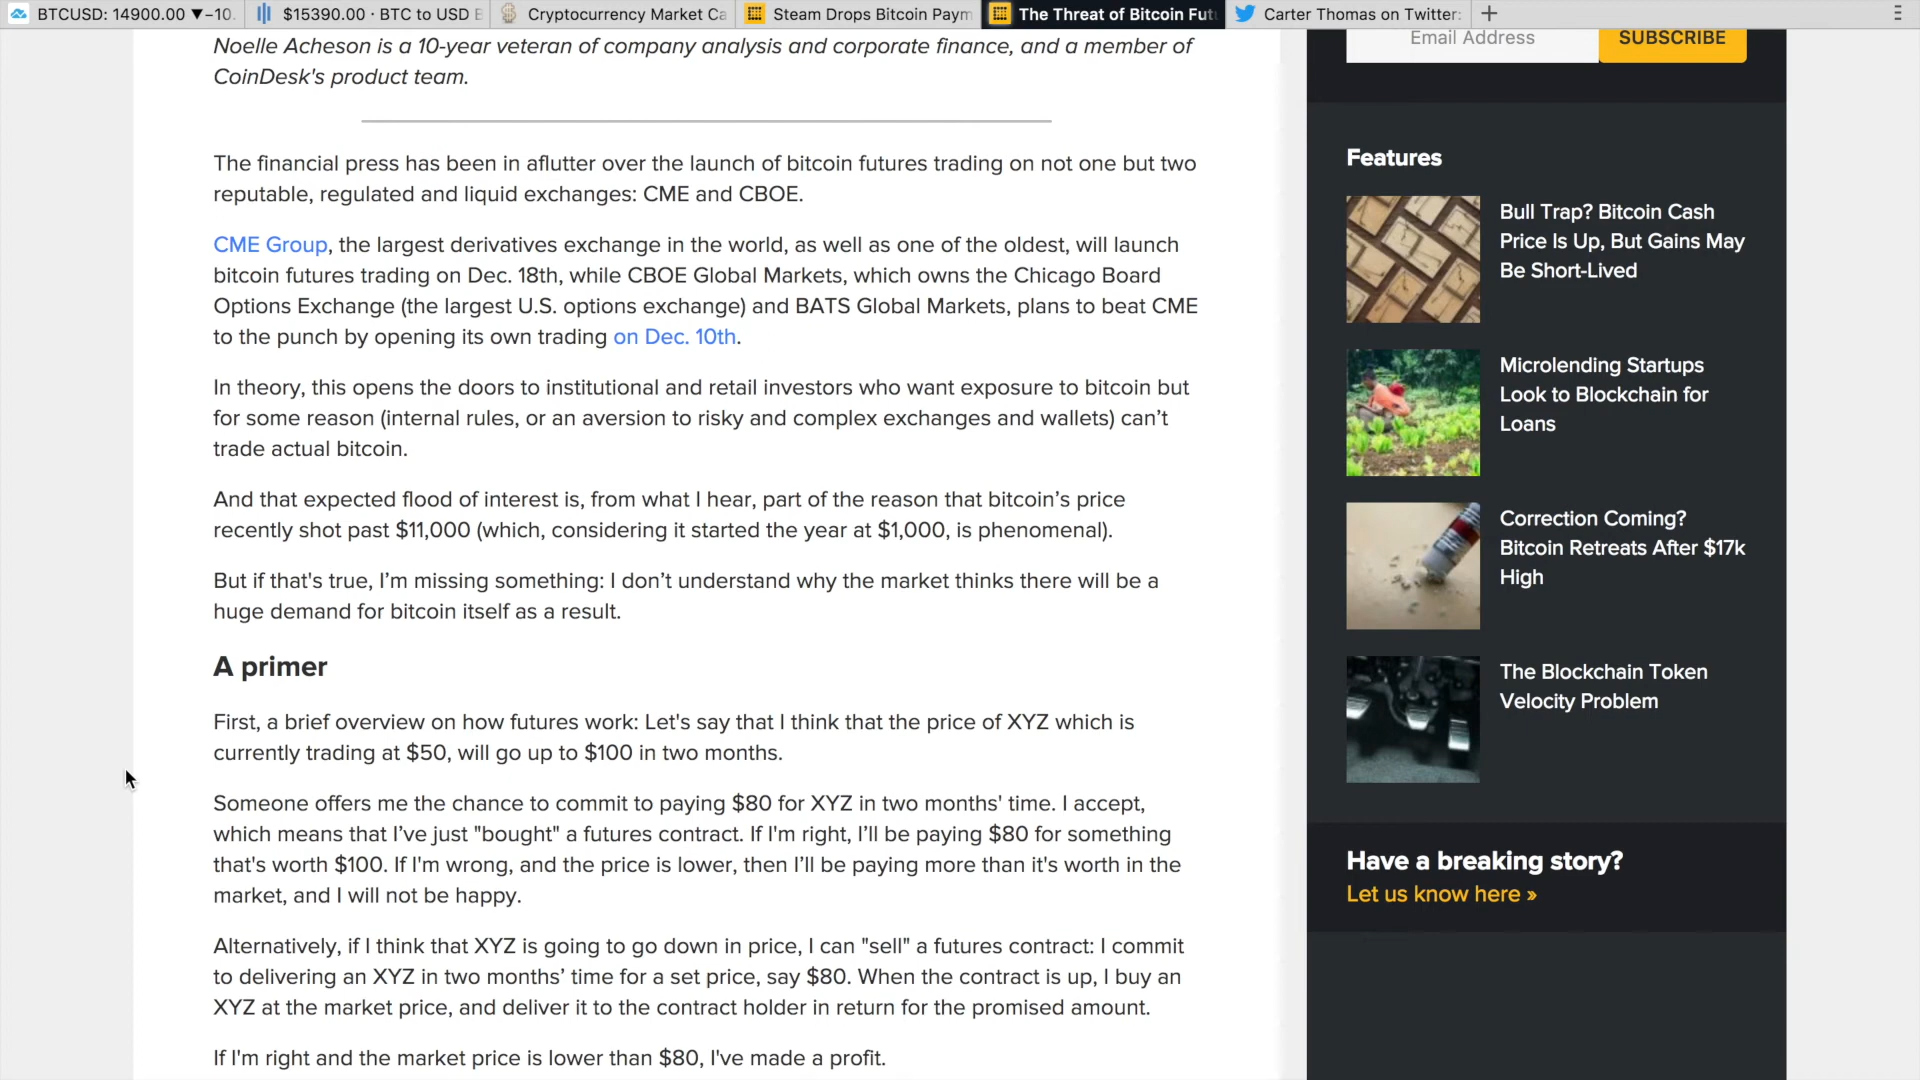 BTCUSD: 14900.00 ▼−10.
$15390.00 · BTC to USD
Cryptocurrency Market Ca
Steam Drops Bitcoin Paym
The Threat of Bitcoin Fut
Carter Thomas on Twitter:
Noelle Acheson is a 10-year veteran of company analysis and corporate finance, and a member of
CoinDesk's product team.
The financial press has been in aflutter over the launch of bitcoin futures trading on not one but two
reputable, regulated and liquid exchanges: CME and CBOE.
CME Group, the largest derivatives exchange in the world, as well as one of the oldest, will launch
bitcoin futures trading on Dec. 18th, while CBOE Global Markets, which owns the Chicago Board
Options Exchange (the largest U.S. options exchange) and BATS Global Markets, plans to beat CME
to the punch by opening its own trading on Dec. 10th.
In theory, this opens the doors to institutional and retail investors who want exposure to bitcoin but
for some reason (internal rules, or an aversion to risky and complex exchanges and wallets) can’t
trade actual bitcoin.
And that expected flood of interest is, from what I hear, part of the reason that bitcoin’s price
recently shot past $11,000 (which, considering it started the year at $1,000, is phenomenal).
But if that's true, I’m missing something: I don’t understand why the market thinks there will be a
huge demand for bitcoin itself as a result.
A primer
First, a brief overview on how futures work: Let's say that I think that the price of XYZ which is
currently trading at $50, will go up to $100 in two months.
Someone offers me the chance to commit to paying $80 for XYZ in two months' time. I accept,
which means that I’ve just "bought" a futures contract. If I'm right, I’ll be paying $80 for something
that's worth $100. If I'm wrong, and the price is lower, then I’ll be paying more than it's worth in the
market, and I will not be happy.
Alternatively, if I think that XYZ is going to go down in price, I can "sell" a futures contract: I commit
to delivering an XYZ in two months’ time for a set price, say $80. When the contract is up, I buy an
XYZ at the market price, and deliver it to the contract holder in return for the promised amount.
If I'm right and the market price is lower than $80, I've made a profit.
Email Address
SUBSCRIBE
Features
Bull Trap? Bitcoin Cash
Price Is Up, But Gains May
Be Short-Lived
Microlending Startups
Look to Blockchain for
Loans
Correction Coming?
Bitcoin Retreats After $17k
High
The Blockchain Token
Velocity Problem
Have a breaking story?
Let us know here »